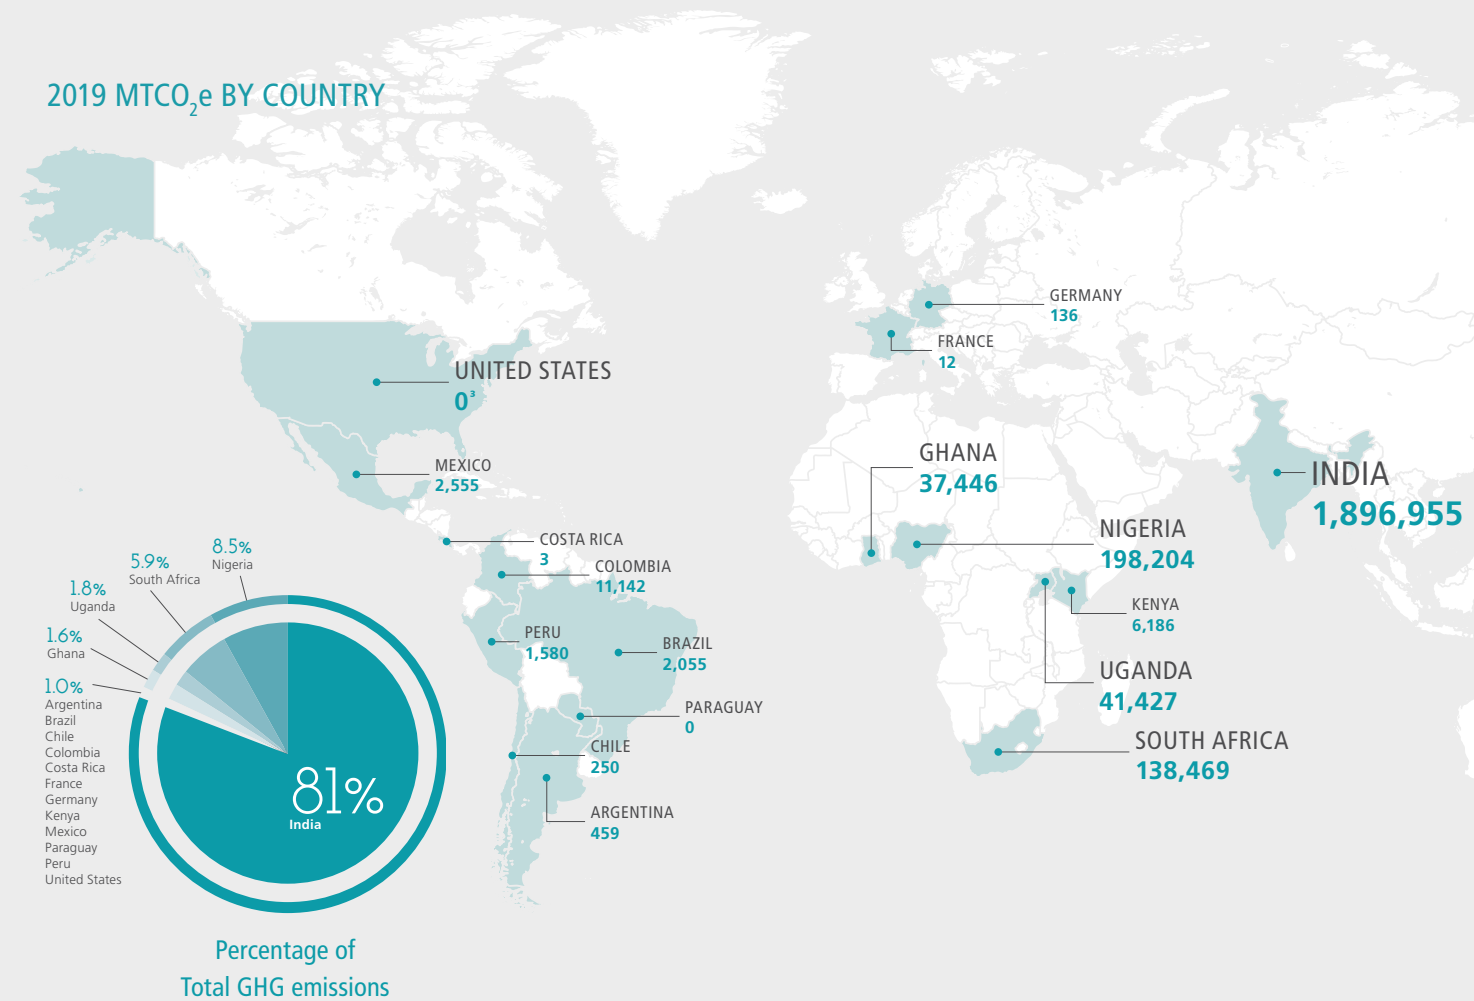 2019 MTCO₂e BY COUNTRY
UNITED STATES
0³
MEXICO
2,555
COSTA RICA
3
COLOMBIA
11,142
PERU
1,580
BRAZIL
2,055
PARAGUAY
0
CHILE
250
ARGENTINA
459
GERMANY
136
FRANCE
12
GHANA
37,446
NIGERIA
198,204
KENYA
6,186
UGANDA
41,427
SOUTH AFRICA
138,469
INDIA
1,896,955
8.5%
Nigeria
5.9%
South Africa
1.8%
Uganda
1.6%
Ghana
1.0%
Argentina
Brazil
Chile
Colombia
Costa Rica
France
Germany
Kenya
Mexico
Paraguay
Peru
United States
81%
India
Percentage of
Total GHG emissions